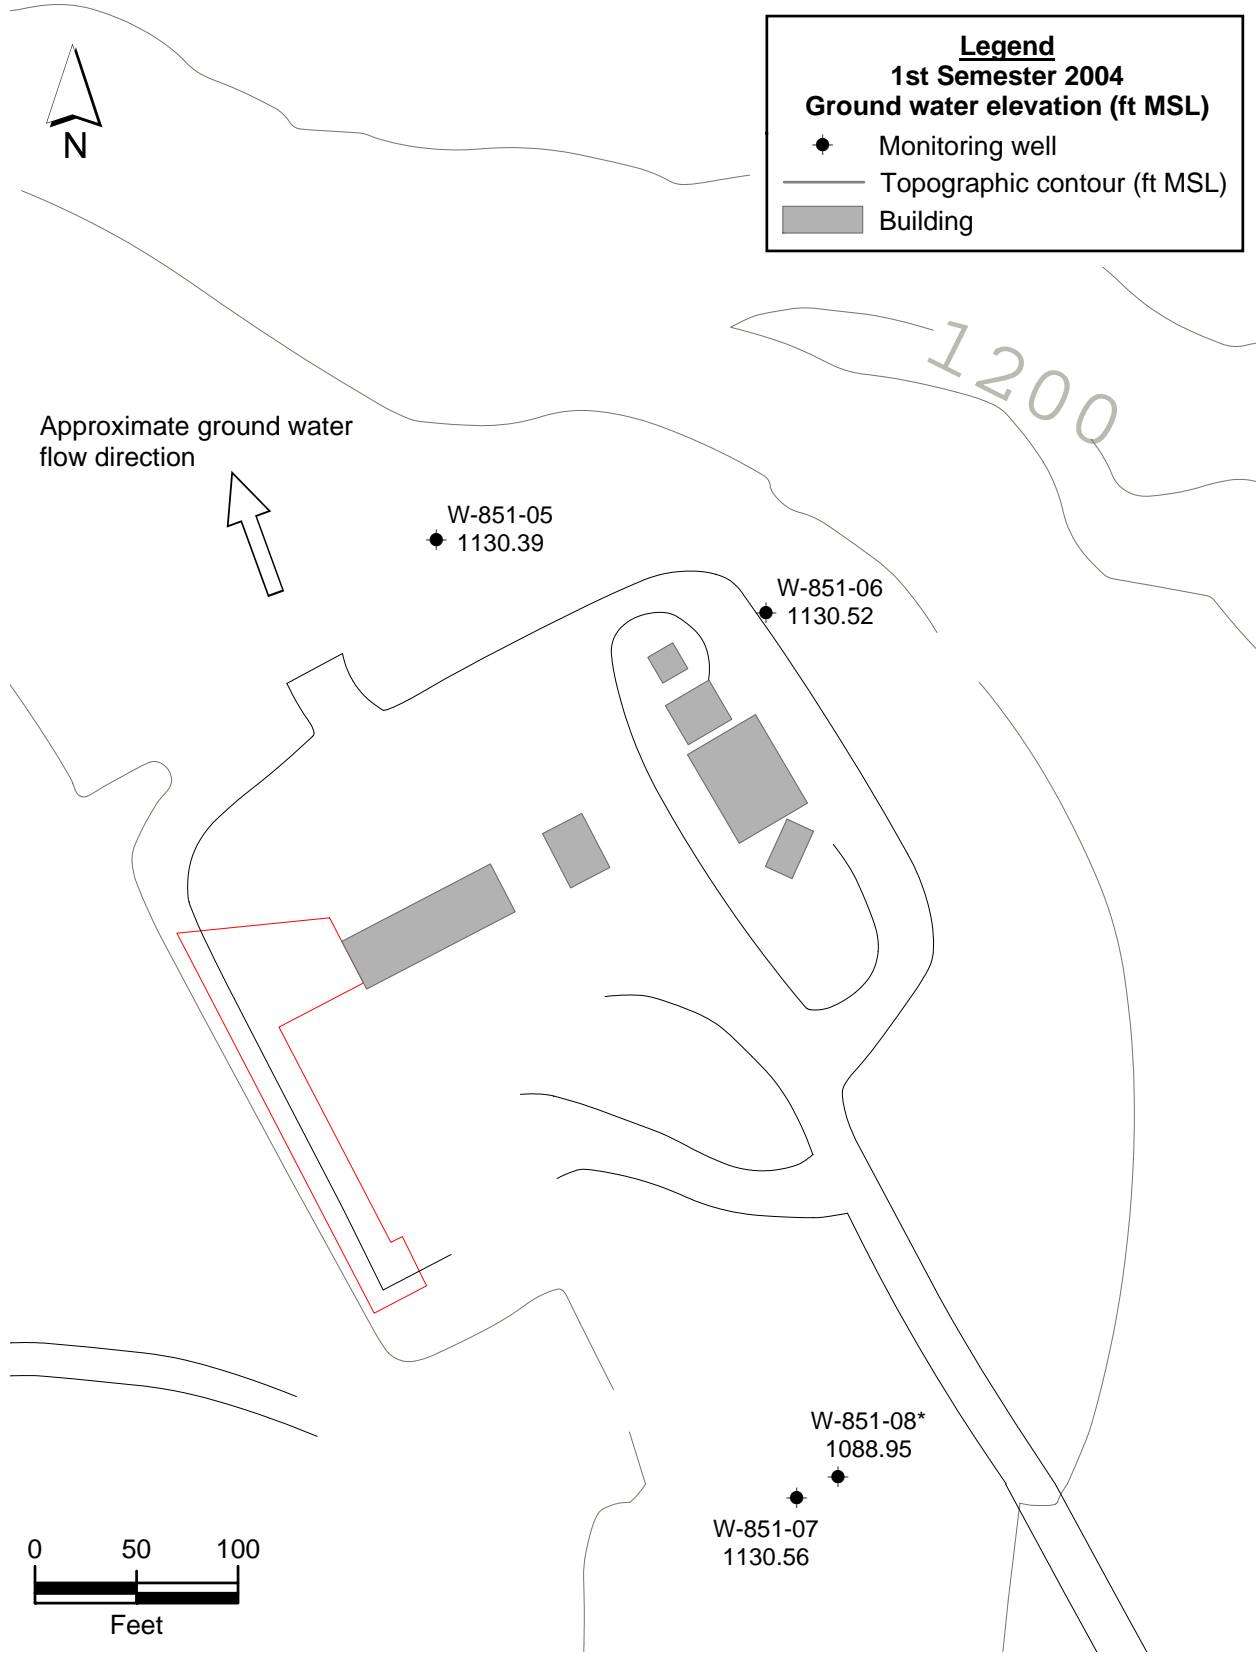 Legend
1st Semester 2004
Ground water elevation (ft MSL)
Monitoring well
Topographic contour (ft MSL)
Building
N
1200
Approximate ground water
flow direction
W-851-05
1130.39
W-851-06
1130.52
W-851-08*
1088.95
W-851-07
1130.56
0 50 100
Feet